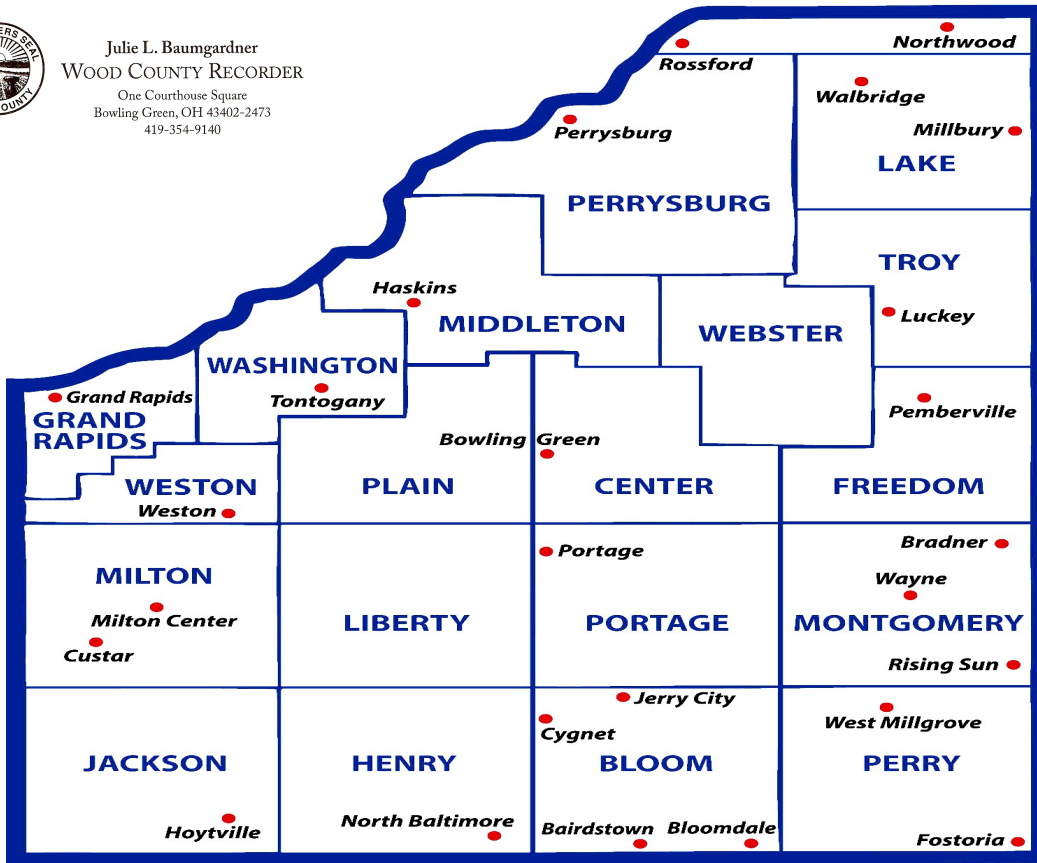 ERS SEAL
OUNTY
Julie L. Baumgardner
WOOD COUNTY RECORDER
One Courthouse Square
Bowling Green, OH 43402-2473
419-354-9140
Northwood
Rossford
Walbridge
Millbury
LAKE
Perrysburg
PERRYSBURG
TROY
Luckey
Haskins
MIDDLETON
WEBSTER
WASHINGTON
Tontogany
Grand Rapids
GRAND
RAPIDS
Pemberville
Bowling Green
WESTON
Weston
PLAIN
CENTER
FREEDOM
MILTON
Milton Center
Custar
LIBERTY
Portage
PORTAGE
Bradner
Wayne
MONTGOMERY
Rising Sun
JACKSON
Hoytville
HENRY
North Baltimore
Jerry City
Cygnet
BLOOM
Bairdstown
Bloomdale
West Millgrove
PERRY
Fostoria